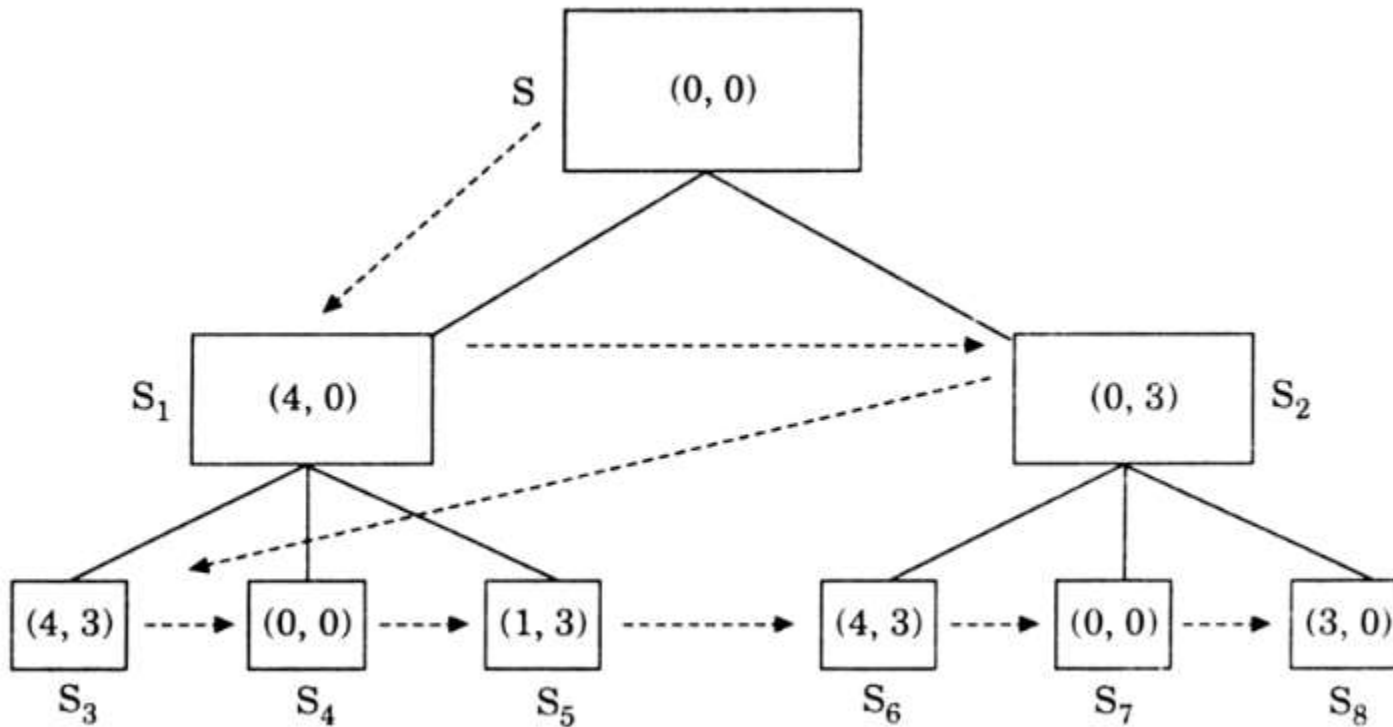 S (0, 0)
S₁ (4, 0) (0, 3) S₂
(4, 3) (0, 0) (1, 3) (4, 3) (0, 0) (3, 0)
S₃ S₄ S₅ S₆ S₇ S₈